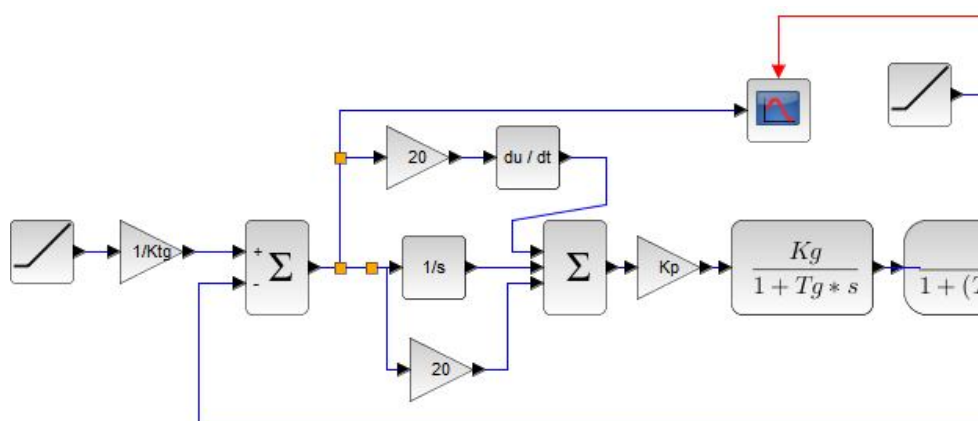 20
du / dt
1/Ktg
+
-
Σ
1/s
Σ
Kp
Kg
1 + Tg * s
1 + (T
20